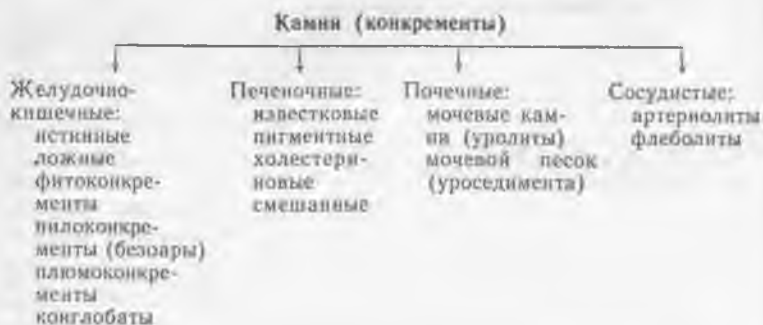 Камни (конкременты)
Желудочно-
кишечные:
истинные
ложные
фитоконкре-
менты
пилоконкре-
менты (безоары)
плюмоконкре-
менты
конглобаты
Печеночные:
известковые
пигментные
холестери-
новые
смешанные
Почечные:
мочевые кам-
ни (уролиты)
мочевой песок
(уроседимента)
Сосудистые:
артериолиты
флеболиты